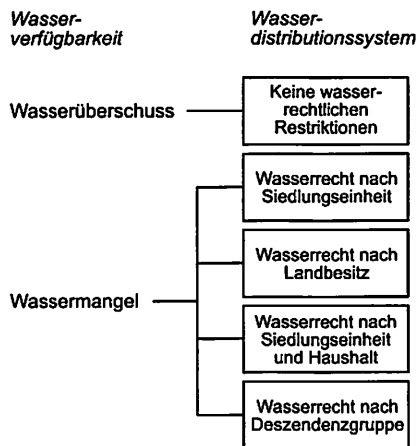 Wasser-
verfügbarkeit
Wasser-
distributionssystem
Wasserüberschuss
Keine wasser-
rechtlichen
Restriktionen
Wassermangel
Wasserrecht nach
Siedlungseinheit
Wasserrecht nach
Landbesitz
Wasserrecht nach
Siedlungseinheit
und Haushalt
Wasserrecht nach
Deszendenzgruppe